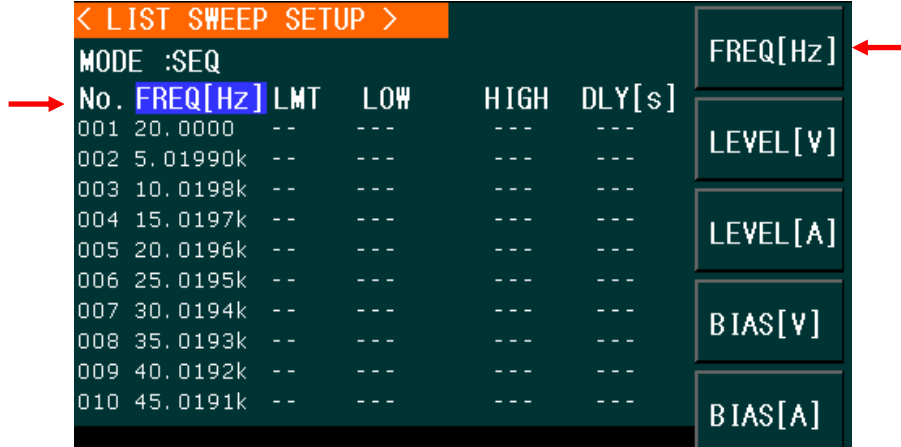 < LIST SWEEP SETUP >
MODE :SEQ
No. FREQ[Hz] LMT LOW HIGH DLY[s]
001 20.0000 -- --- --- ---
002 5.01990k -- --- --- ---
003 10.0198k -- --- --- ---
004 15.0197k -- --- --- ---
005 20.0196k -- --- --- ---
006 25.0195k -- --- --- ---
007 30.0194k -- --- --- ---
008 35.0193k -- --- --- ---
009 40.0192k -- --- --- ---
010 45.0191k -- --- --- ---
FREQ[Hz]
LEVEL[V]
LEVEL[A]
BIAS[V]
BIAS[A]